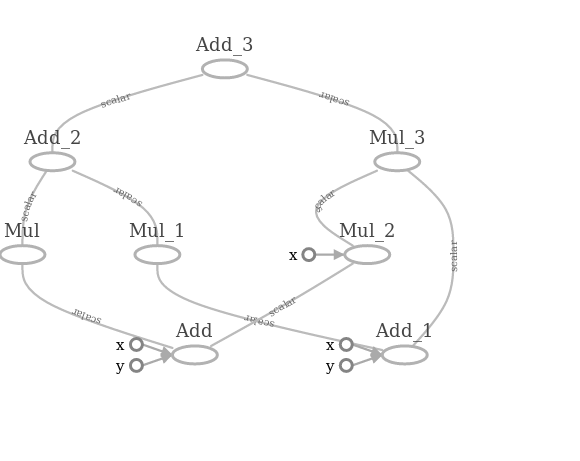 Add_3
scalar
scalar
Add_2
Mul_3
scalar
scalar
scalar
Mul
Mul_1
Mul_2
x
scalar
scalar
scalar
scalar
Add
Add_1
x
x
y
y